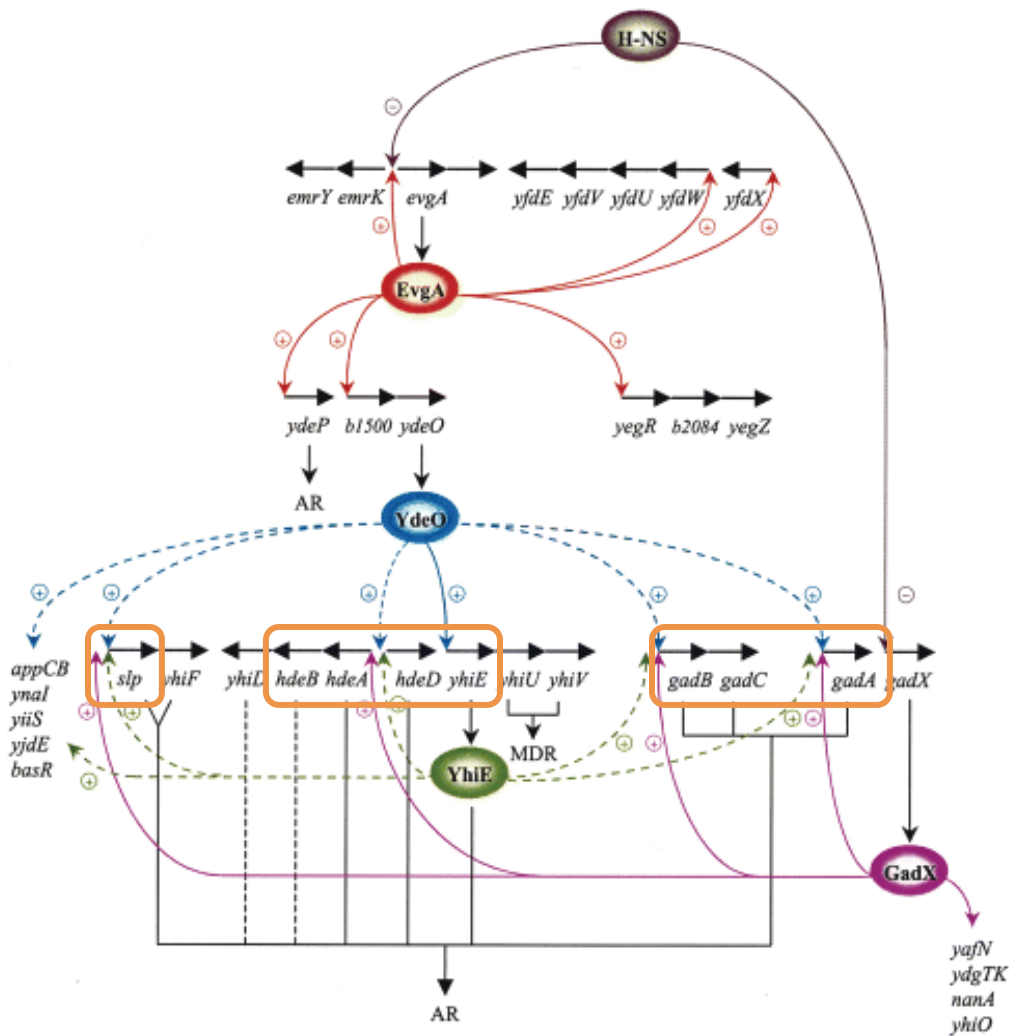 H-NS
−
emrY emrK evgA yfdE yfdV yfdU yfdW yfdX
+ + +
EvgA
+ + +
ydeP b1500 ydeO yegR b2084 yegZ
AR
YdeO
+ + + + + + −
appCB
ynaI
yiiS
yjdE
basR
slp yhiF yhiD hdeB hdeA hdeD yhiE yhiU yhiV gadB gadC gadA gadX
+ + + + + + + +
MDR
YhiE
+
GadX
AR
yafN
ydgTK
nanA
yhiO